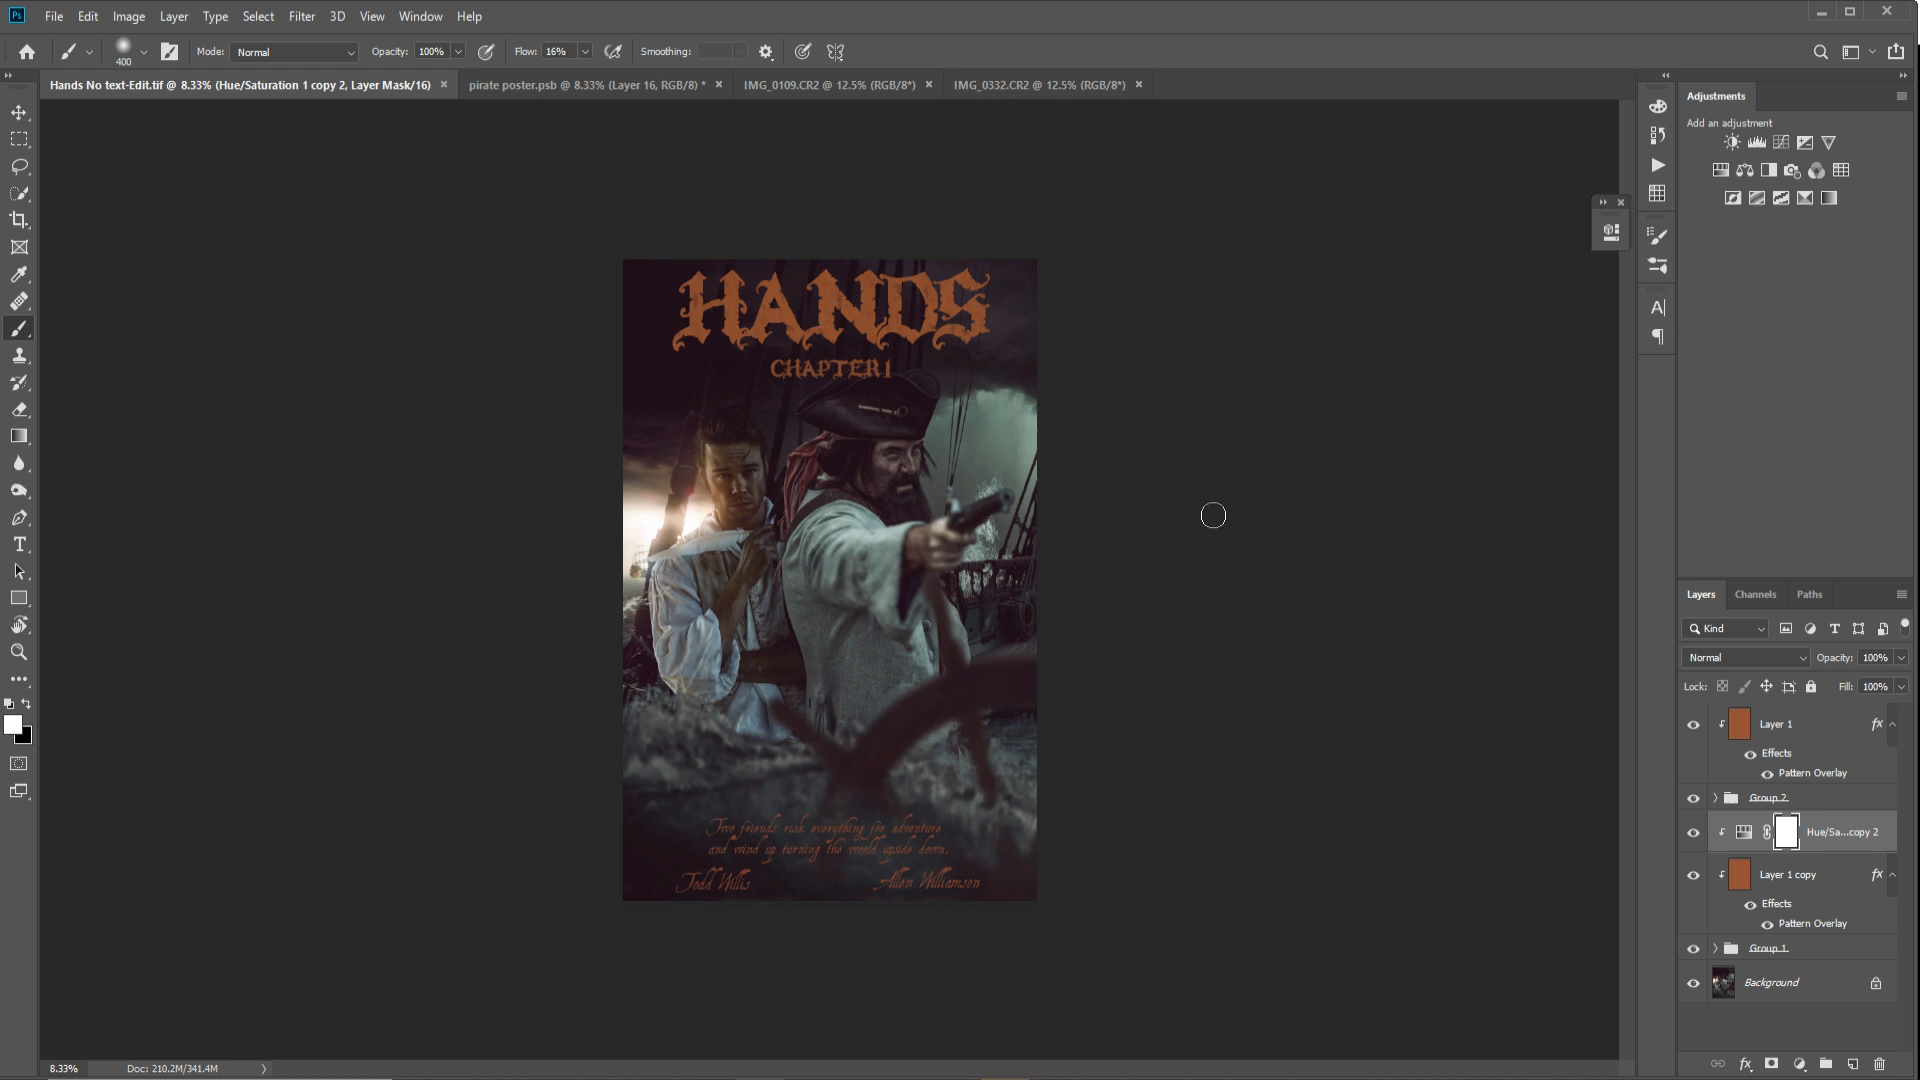 Ps File Edit Image Layer Type Select Filter 3D View Window Help
400 Mode: Normal Opacity: 100% Flow: 16% Smoothing:
Hands No text-Edit.tif @ 8.33% (Hue/Saturation 1 copy 2, Layer Mask/16) × pirate poster.psb @ 8.33% (Layer 16, RGB/8) * × IMG_0109.CR2 @ 12.5% (RGB/8*) × IMG_0332.CR2 @ 12.5% (RGB/8*) ×
HANDS
CHAPTER 1
Two friends risk everything for adventure
and wind up turning the world upside down.
Todd Willis Allen Williamson
Adjustments
Add an adjustment
Layers Channels Paths
Kind
Normal Opacity: 100%
Lock: Fill: 100%
Layer 1 fx
Effects
Pattern Overlay
Group 2
Hue/Sa...copy 2
Layer 1 copy fx
Effects
Pattern Overlay
Group 1
Background
fx
8.33% Doc: 210.2M/341.4M